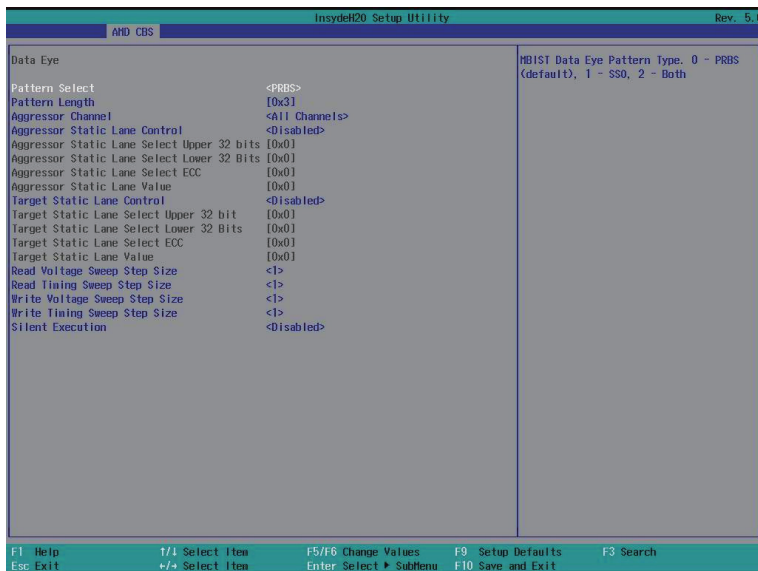 InsydeH2O Setup Utility Rev. 5.
AMD CBS
Data Eye
MBIST Data Eye Pattern Type. 0 - PRBS
(default), 1 - SSO, 2 - Both
Pattern Select <PRBS>
Pattern Length [0x3]
Aggressor Channel <All Channels>
Aggressor Static Lane Control <Disabled>
Aggressor Static Lane Select Upper 32 bits [0x0]
Aggressor Static Lane Select Lower 32 Bits [0x0]
Aggressor Static Lane Select ECC [0x0]
Aggressor Static Lane Value [0x0]
Target Static Lane Control <Disabled>
Target Static Lane Select Upper 32 bit [0x0]
Target Static Lane Select Lower 32 Bits [0x0]
Target Static Lane Select ECC [0x0]
Target Static Lane Value [0x0]
Read Voltage Sweep Step Size <1>
Read Timing Sweep Step Size <1>
Write Voltage Sweep Step Size <1>
Write Timing Sweep Step Size <1>
Silent Execution <Disabled>
F1 Help ↑/↓ Select Item F5/F6 Change Values F9 Setup Defaults F3 Search
Esc Exit ←/→ Select Item Enter Select ▶ SubMenu F10 Save and Exit